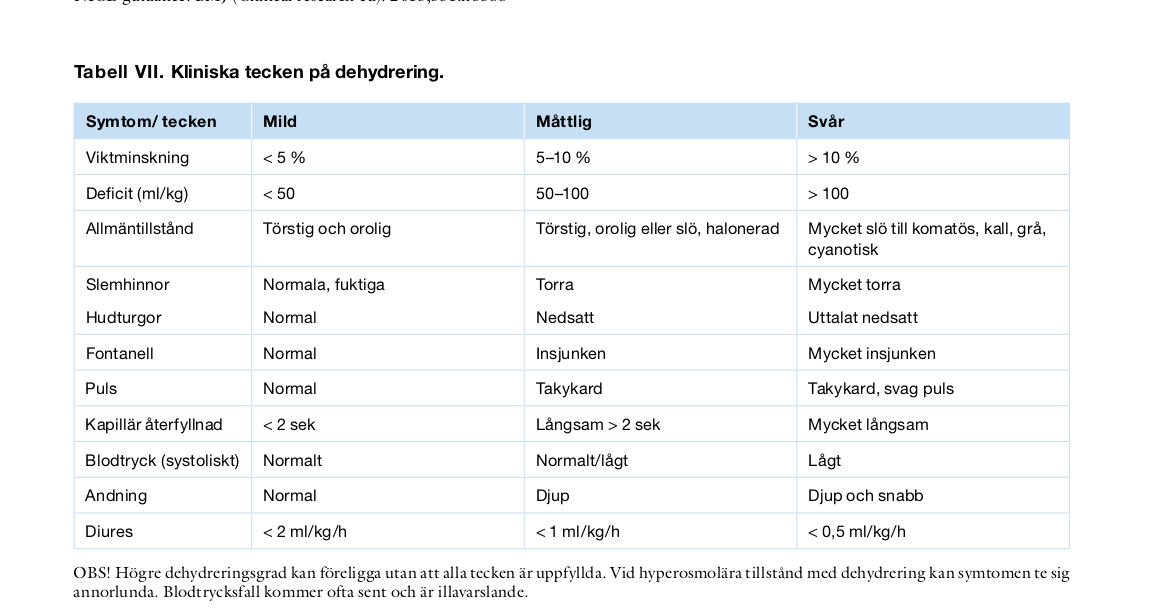 Tabell VII. Kliniska tecken på dehydrering.
Symtom/ tecken Mild Måttlig Svår
Viktminskning < 5 % 5–10 % > 10 %
Deficit (ml/kg) < 50 50–100 > 100
Allmäntillstånd Törstig och orolig Törstig, orolig eller slö, halonerad Mycket slö till komatös, kall, grå,
cyanotisk
Slemhinnor Normala, fuktiga Torra Mycket torra
Hudturgor Normal Nedsatt Uttalat nedsatt
Fontanell Normal Insjunken Mycket insjunken
Puls Normal Takykard Takykard, svag puls
Kapillär återfyllnad < 2 sek Långsam > 2 sek Mycket långsam
Blodtryck (systoliskt) Normalt Normalt/lågt Lågt
Andning Normal Djup Djup och snabb
Diures < 2 ml/kg/h < 1 ml/kg/h < 0,5 ml/kg/h
OBS! Högre dehydreringsgrad kan föreligga utan att alla tecken är uppfyllda. Vid hyperosmolära tillstånd med dehydrering kan symtomen te sig
annorlunda. Blodtrycksfall kommer ofta sent och är illavarslande.